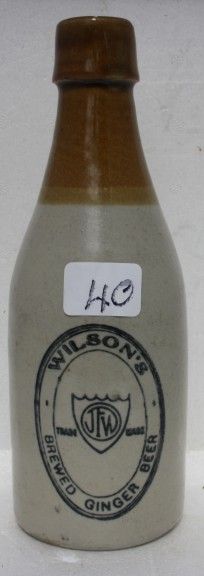 40
WILSON'S
JFW
TRADE MARK
BREWED GINGER BEER